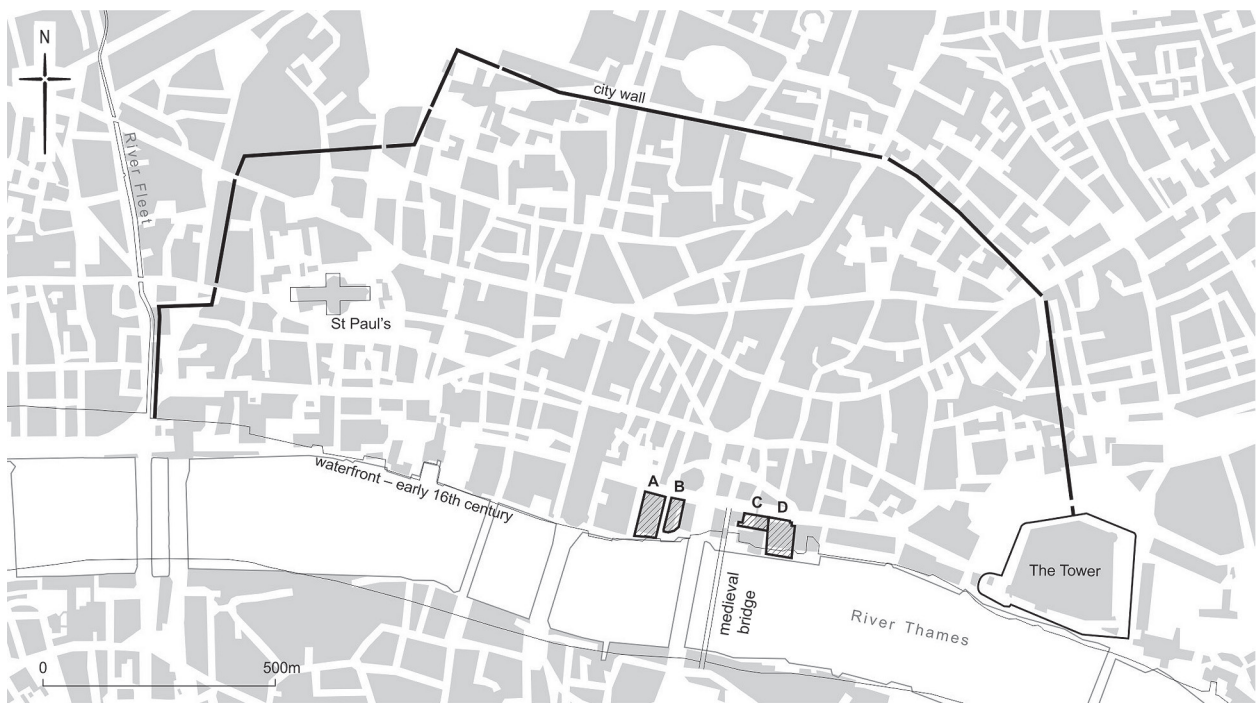 N
city wall
River Fleet
St Paul's
waterfront – early 16th century
A
B
C
D
The Tower
medieval
bridge
River Thames
0
500m